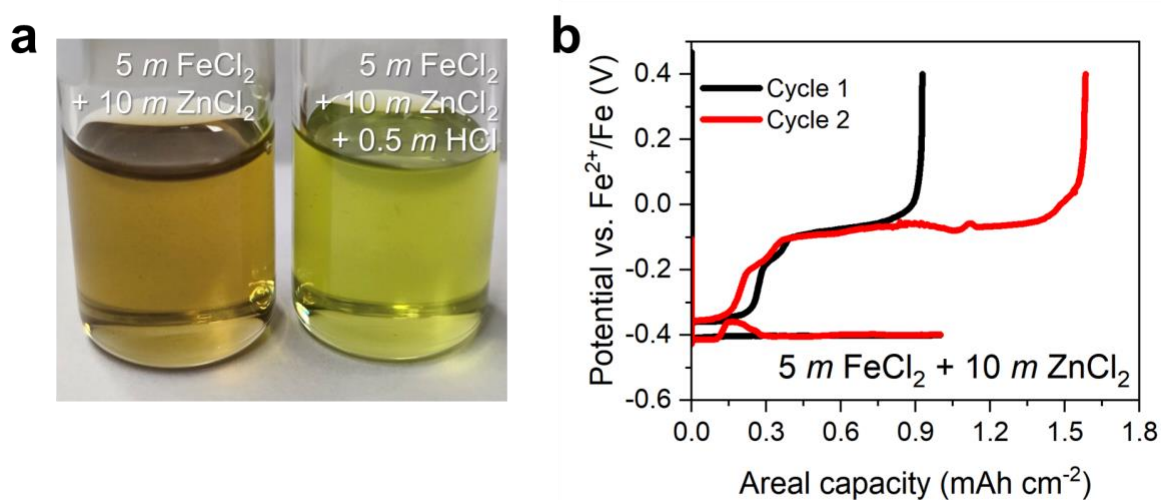 a
5 m FeCl₂
+ 10 m ZnCl₂
5 m FeCl₂
+ 10 m ZnCl₂
+ 0.5 m HCl
b
Potential vs. Fe²⁺/Fe (V)
0.4
0.2
0.0
-0.2
-0.4
-0.6
Cycle 1
Cycle 2
5 m FeCl₂ + 10 m ZnCl₂
0.0 0.3 0.6 0.9 1.2 1.5 1.8
Areal capacity (mAh cm⁻²)